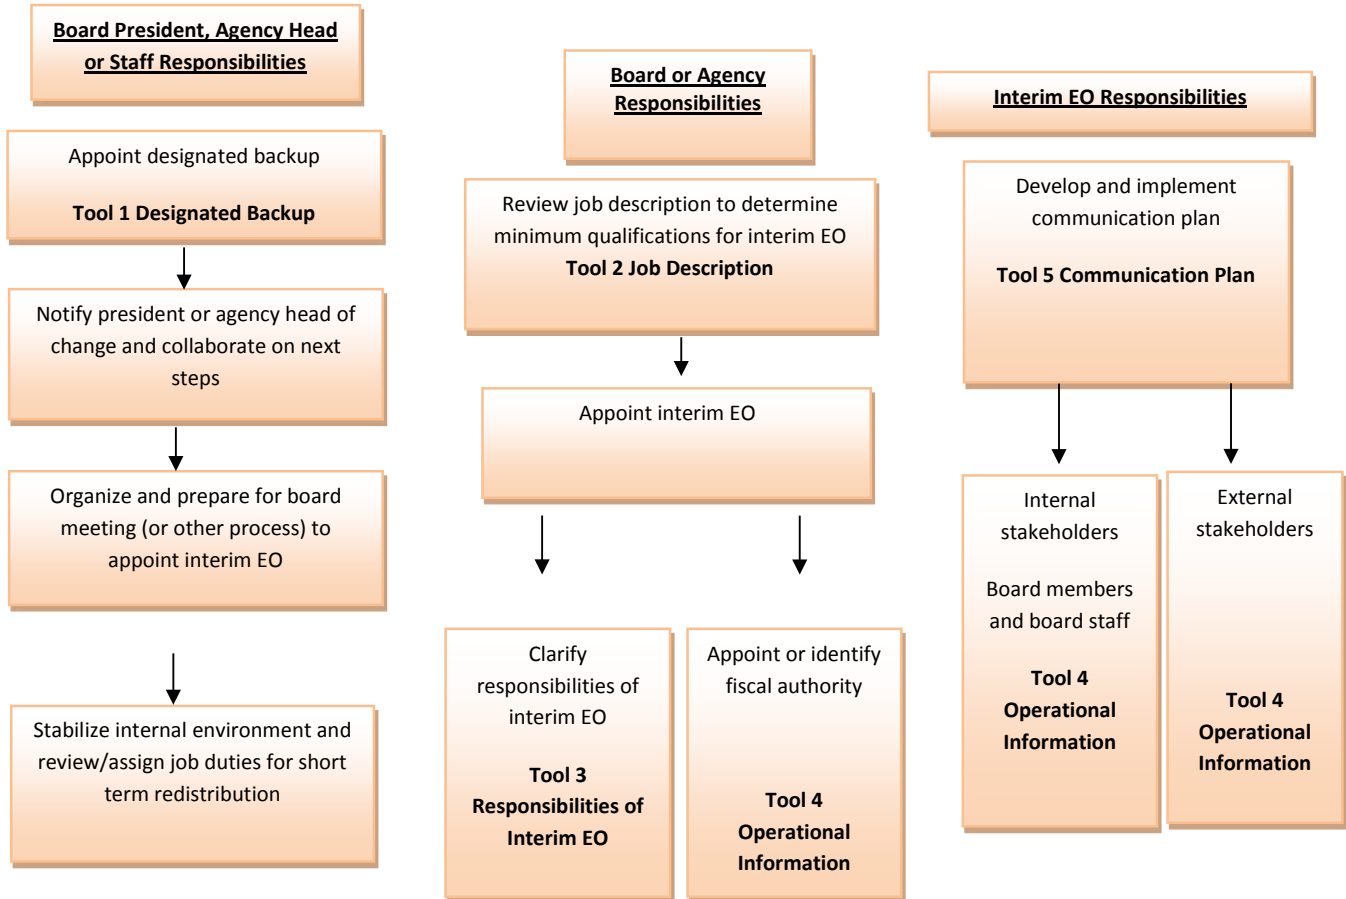 Board President, Agency Head
or Staff Responsibilities
Appoint designated backup
Tool 1 Designated Backup
Notify president or agency head of
change and collaborate on next
steps
Organize and prepare for board
meeting (or other process) to
appoint interim EO
Stabilize internal environment and
review/assign job duties for short
term redistribution
Board or Agency
Responsibilities
Review job description to determine
minimum qualifications for interim EO
Tool 2 Job Description
Appoint interim EO
Clarify
responsibilities of
interim EO
Tool 3
Responsibilities of
Interim EO
Appoint or identify
fiscal authority
Tool 4
Operational
Information
Interim EO Responsibilities
Develop and implement
communication plan
Tool 5 Communication Plan
Internal
stakeholders
Board members
and board staff
Tool 4
Operational
Information
External
stakeholders
Tool 4
Operational
Information